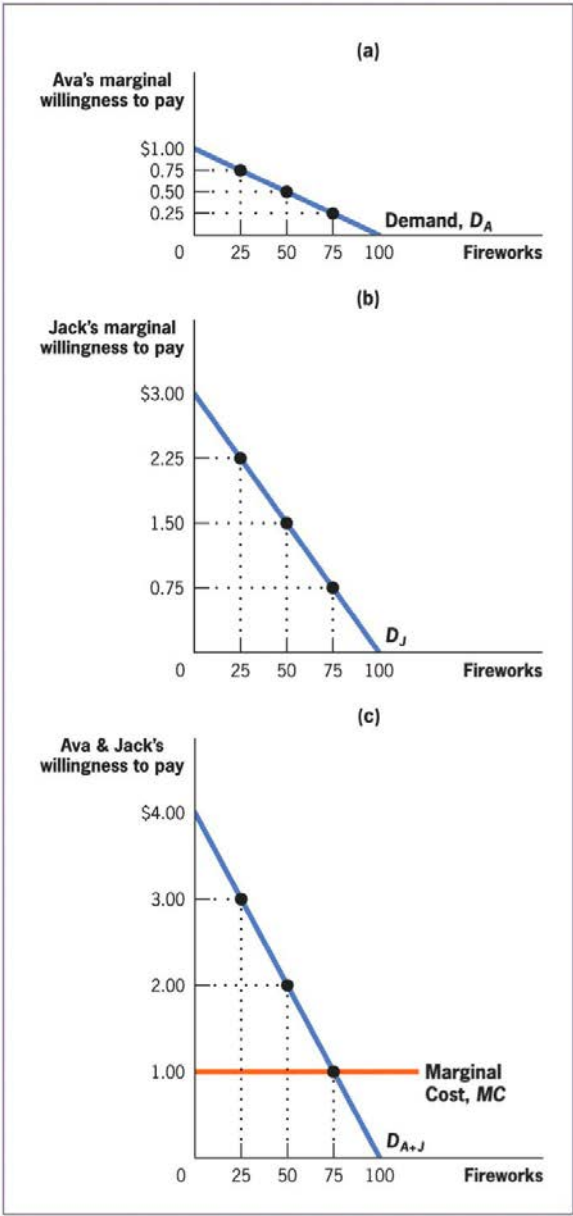 (a)
Ava's marginal
willingness to pay
$1.00
0.75
0.50
0.25
Demand, D_A
0 25 50 75 100 Fireworks
(b)
Jack's marginal
willingness to pay
$3.00
2.25
1.50
0.75
D_J
0 25 50 75 100 Fireworks
(c)
Ava & Jack's
willingness to pay
$4.00
3.00
2.00
1.00
Marginal
Cost, MC
D_A+J
0 25 50 75 100 Fireworks